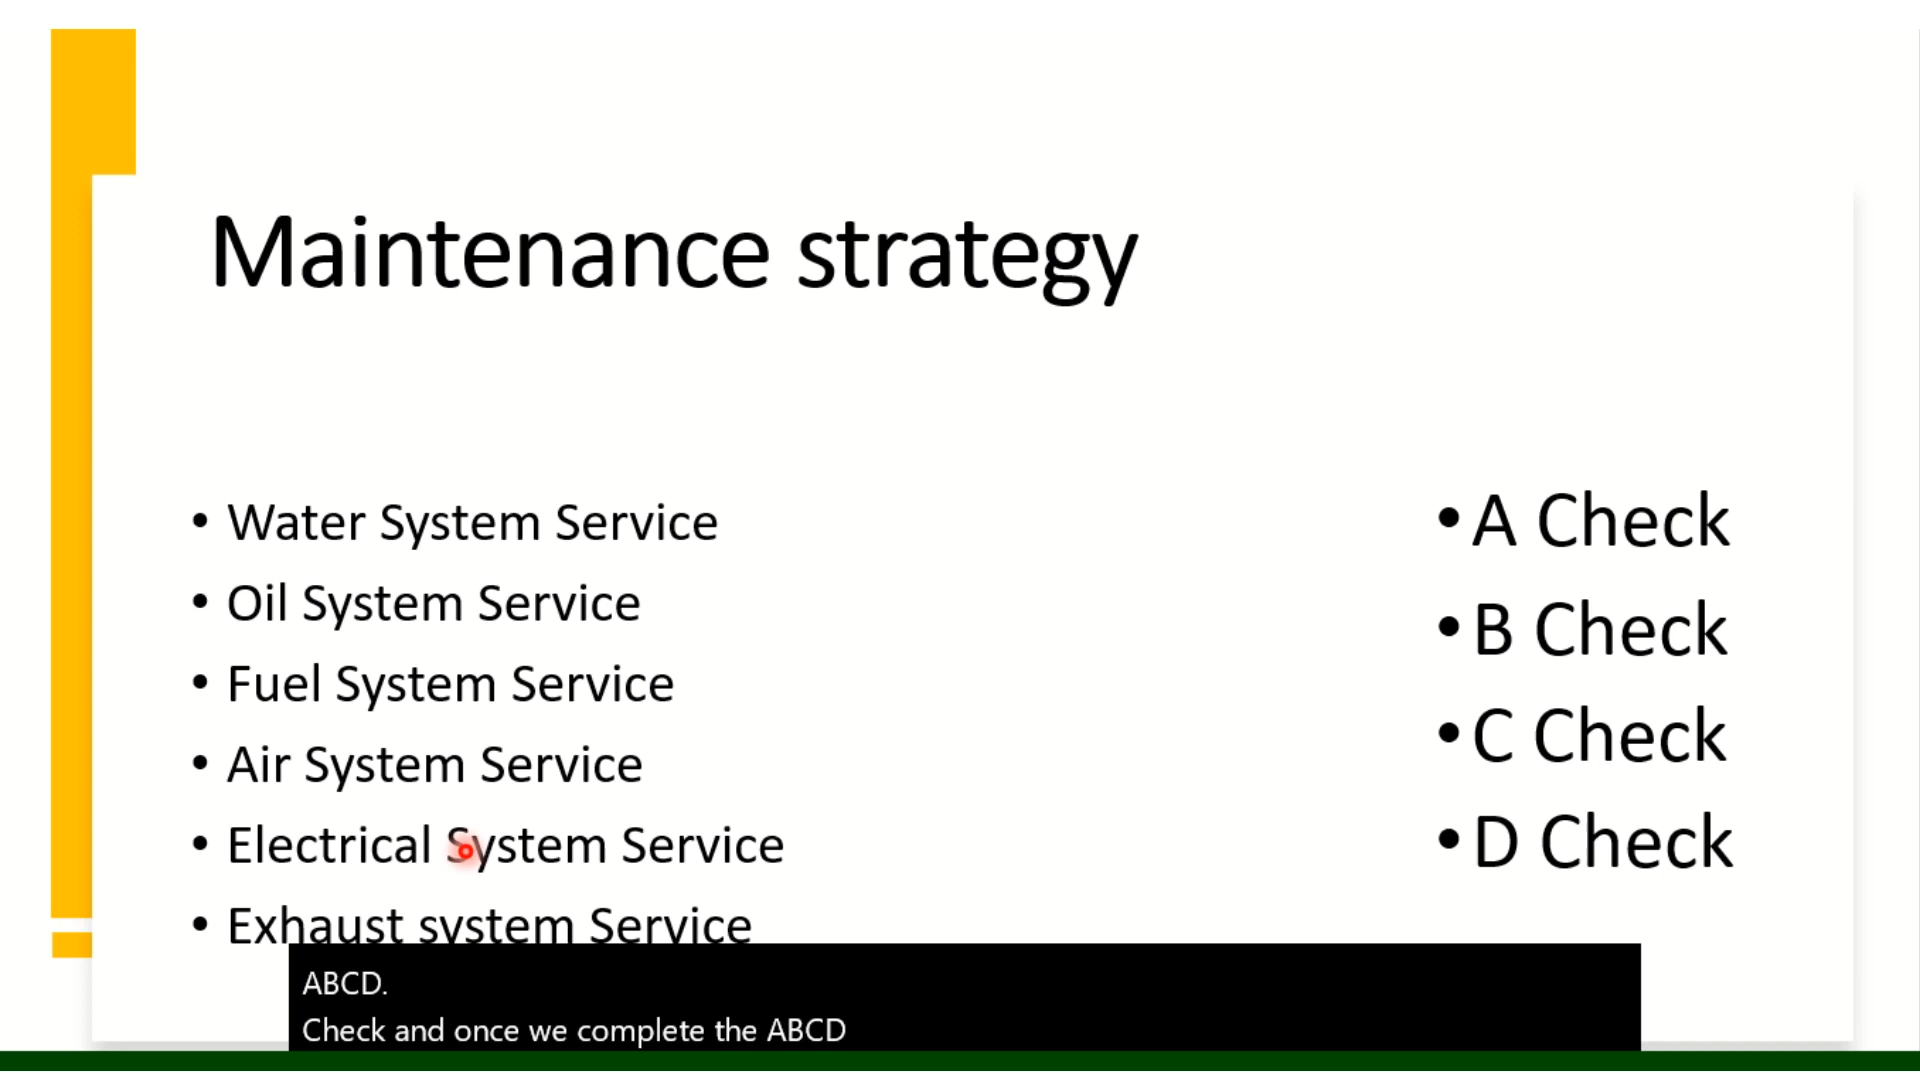 Maintenance strategy
• Water System Service
• Oil System Service
• Fuel System Service
• Air System Service
• Electrical System Service
• Exhaust system Service
• A Check
• B Check
• C Check
• D Check
ABCD.
Check and once we complete the ABCD